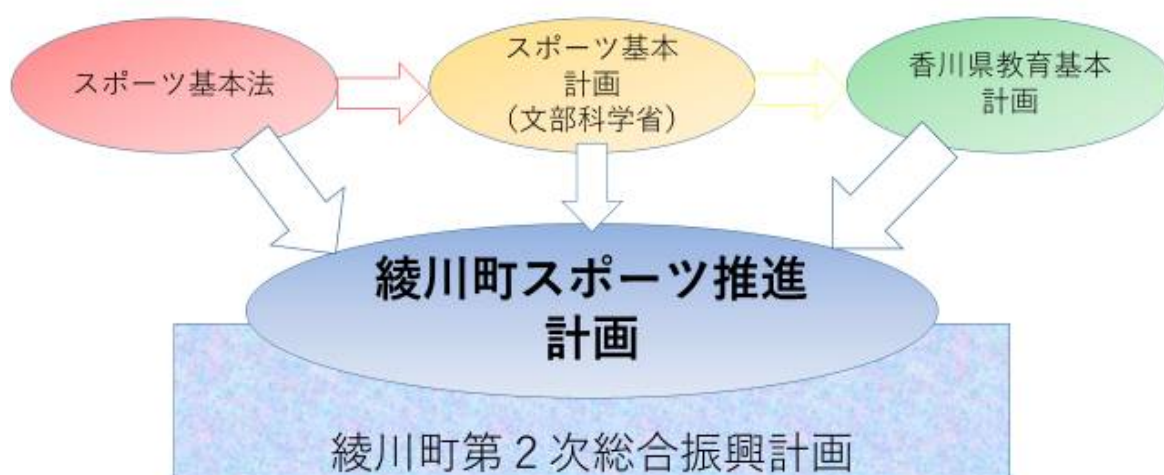 スポーツ基本法
スポーツ基本
計画
（文部科学省）
香川県教育基本
計画
綾川町スポーツ推進
計画
綾川町第２次総合振興計画